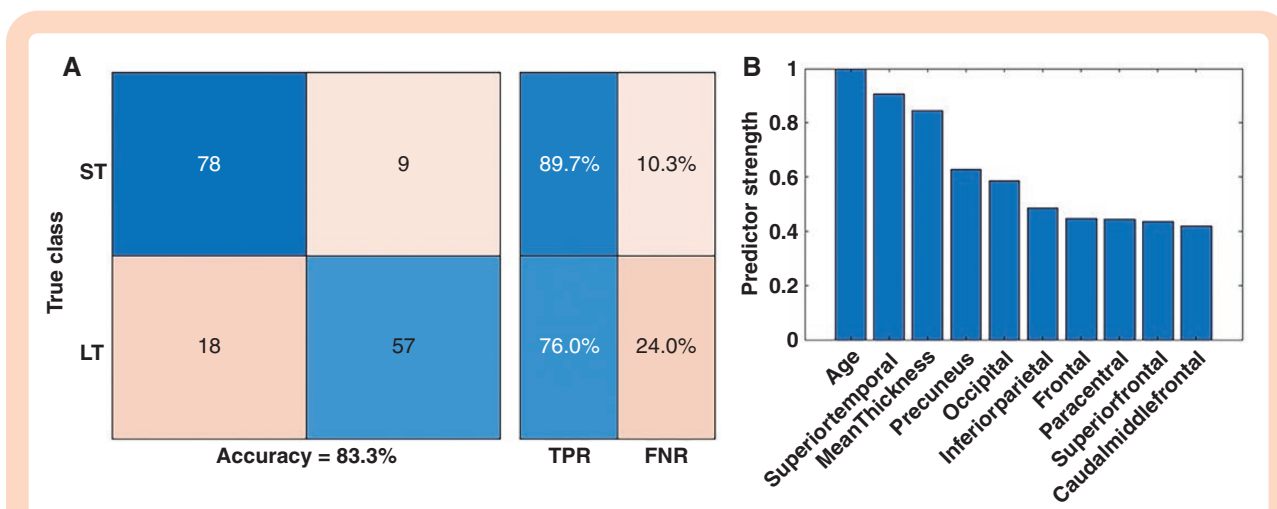 A
True class
ST
78
9
89.7%
10.3%
LT
18
57
76.0%
24.0%
Accuracy = 83.3%
TPR
FNR
B
Predictor strength
1
0.8
0.6
0.4
0.2
0
Age
Superiortemporal
MeanThickness
Precuneus
Occipital
Inferiorparietal
Frontal
Paracentral
Superiorfrontal
Caudalmiddlefrontal